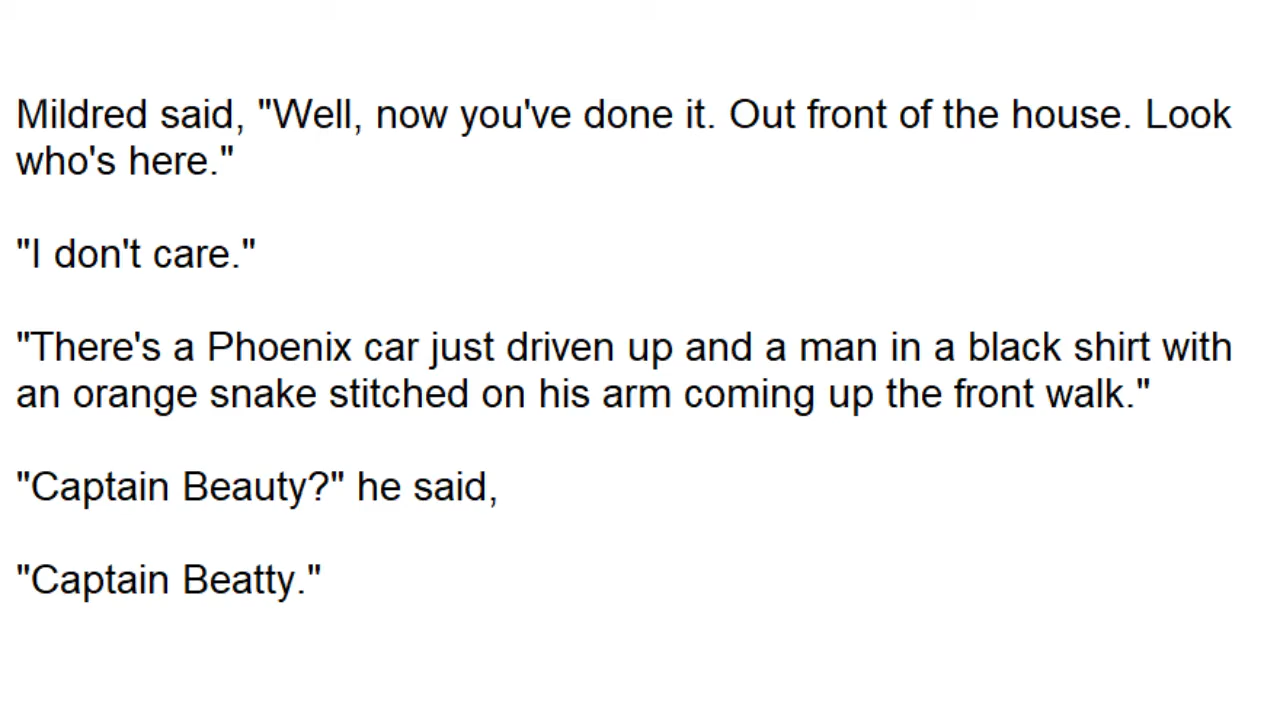 Mildred said, "Well, now you've done it. Out front of the house. Look
who's here."
"I don't care."
"There's a Phoenix car just driven up and a man in a black shirt with
an orange snake stitched on his arm coming up the front walk."
"Captain Beauty?" he said,
"Captain Beatty."